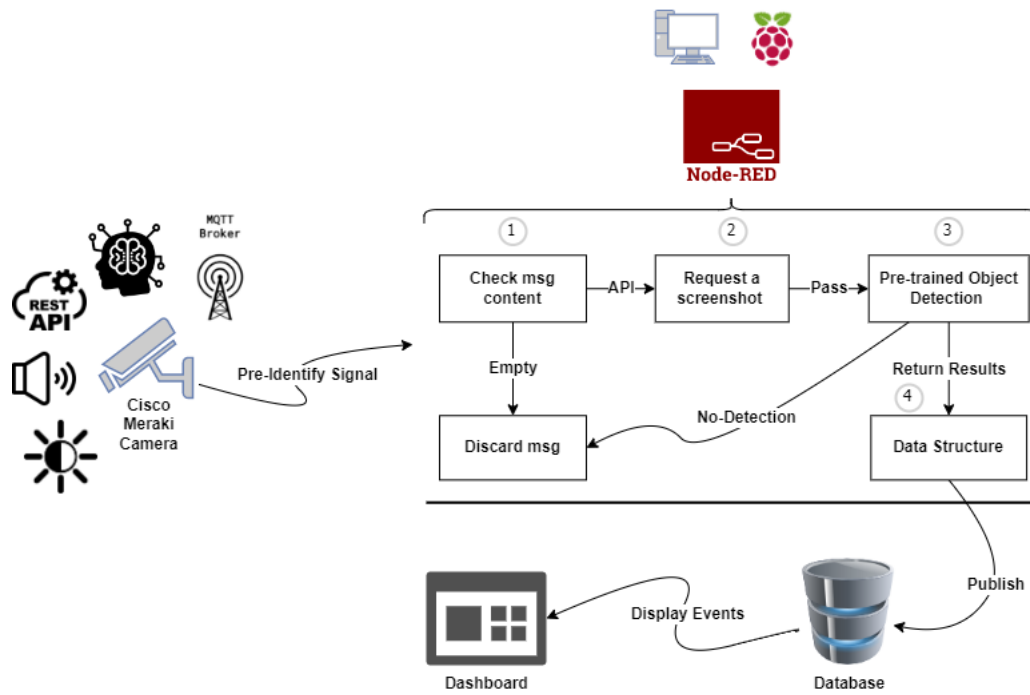 Node-RED
MQTT
Broker
REST
API
Cisco
Meraki
Camera
Pre-Identify Signal
1
2
3
Check msg
content
API
Request a
screenshot
Pass
Pre-trained Object
Detection
Empty
Return Results
4
No-Detection
Discard msg
Data Structure
Publish
Display Events
Dashboard
Database